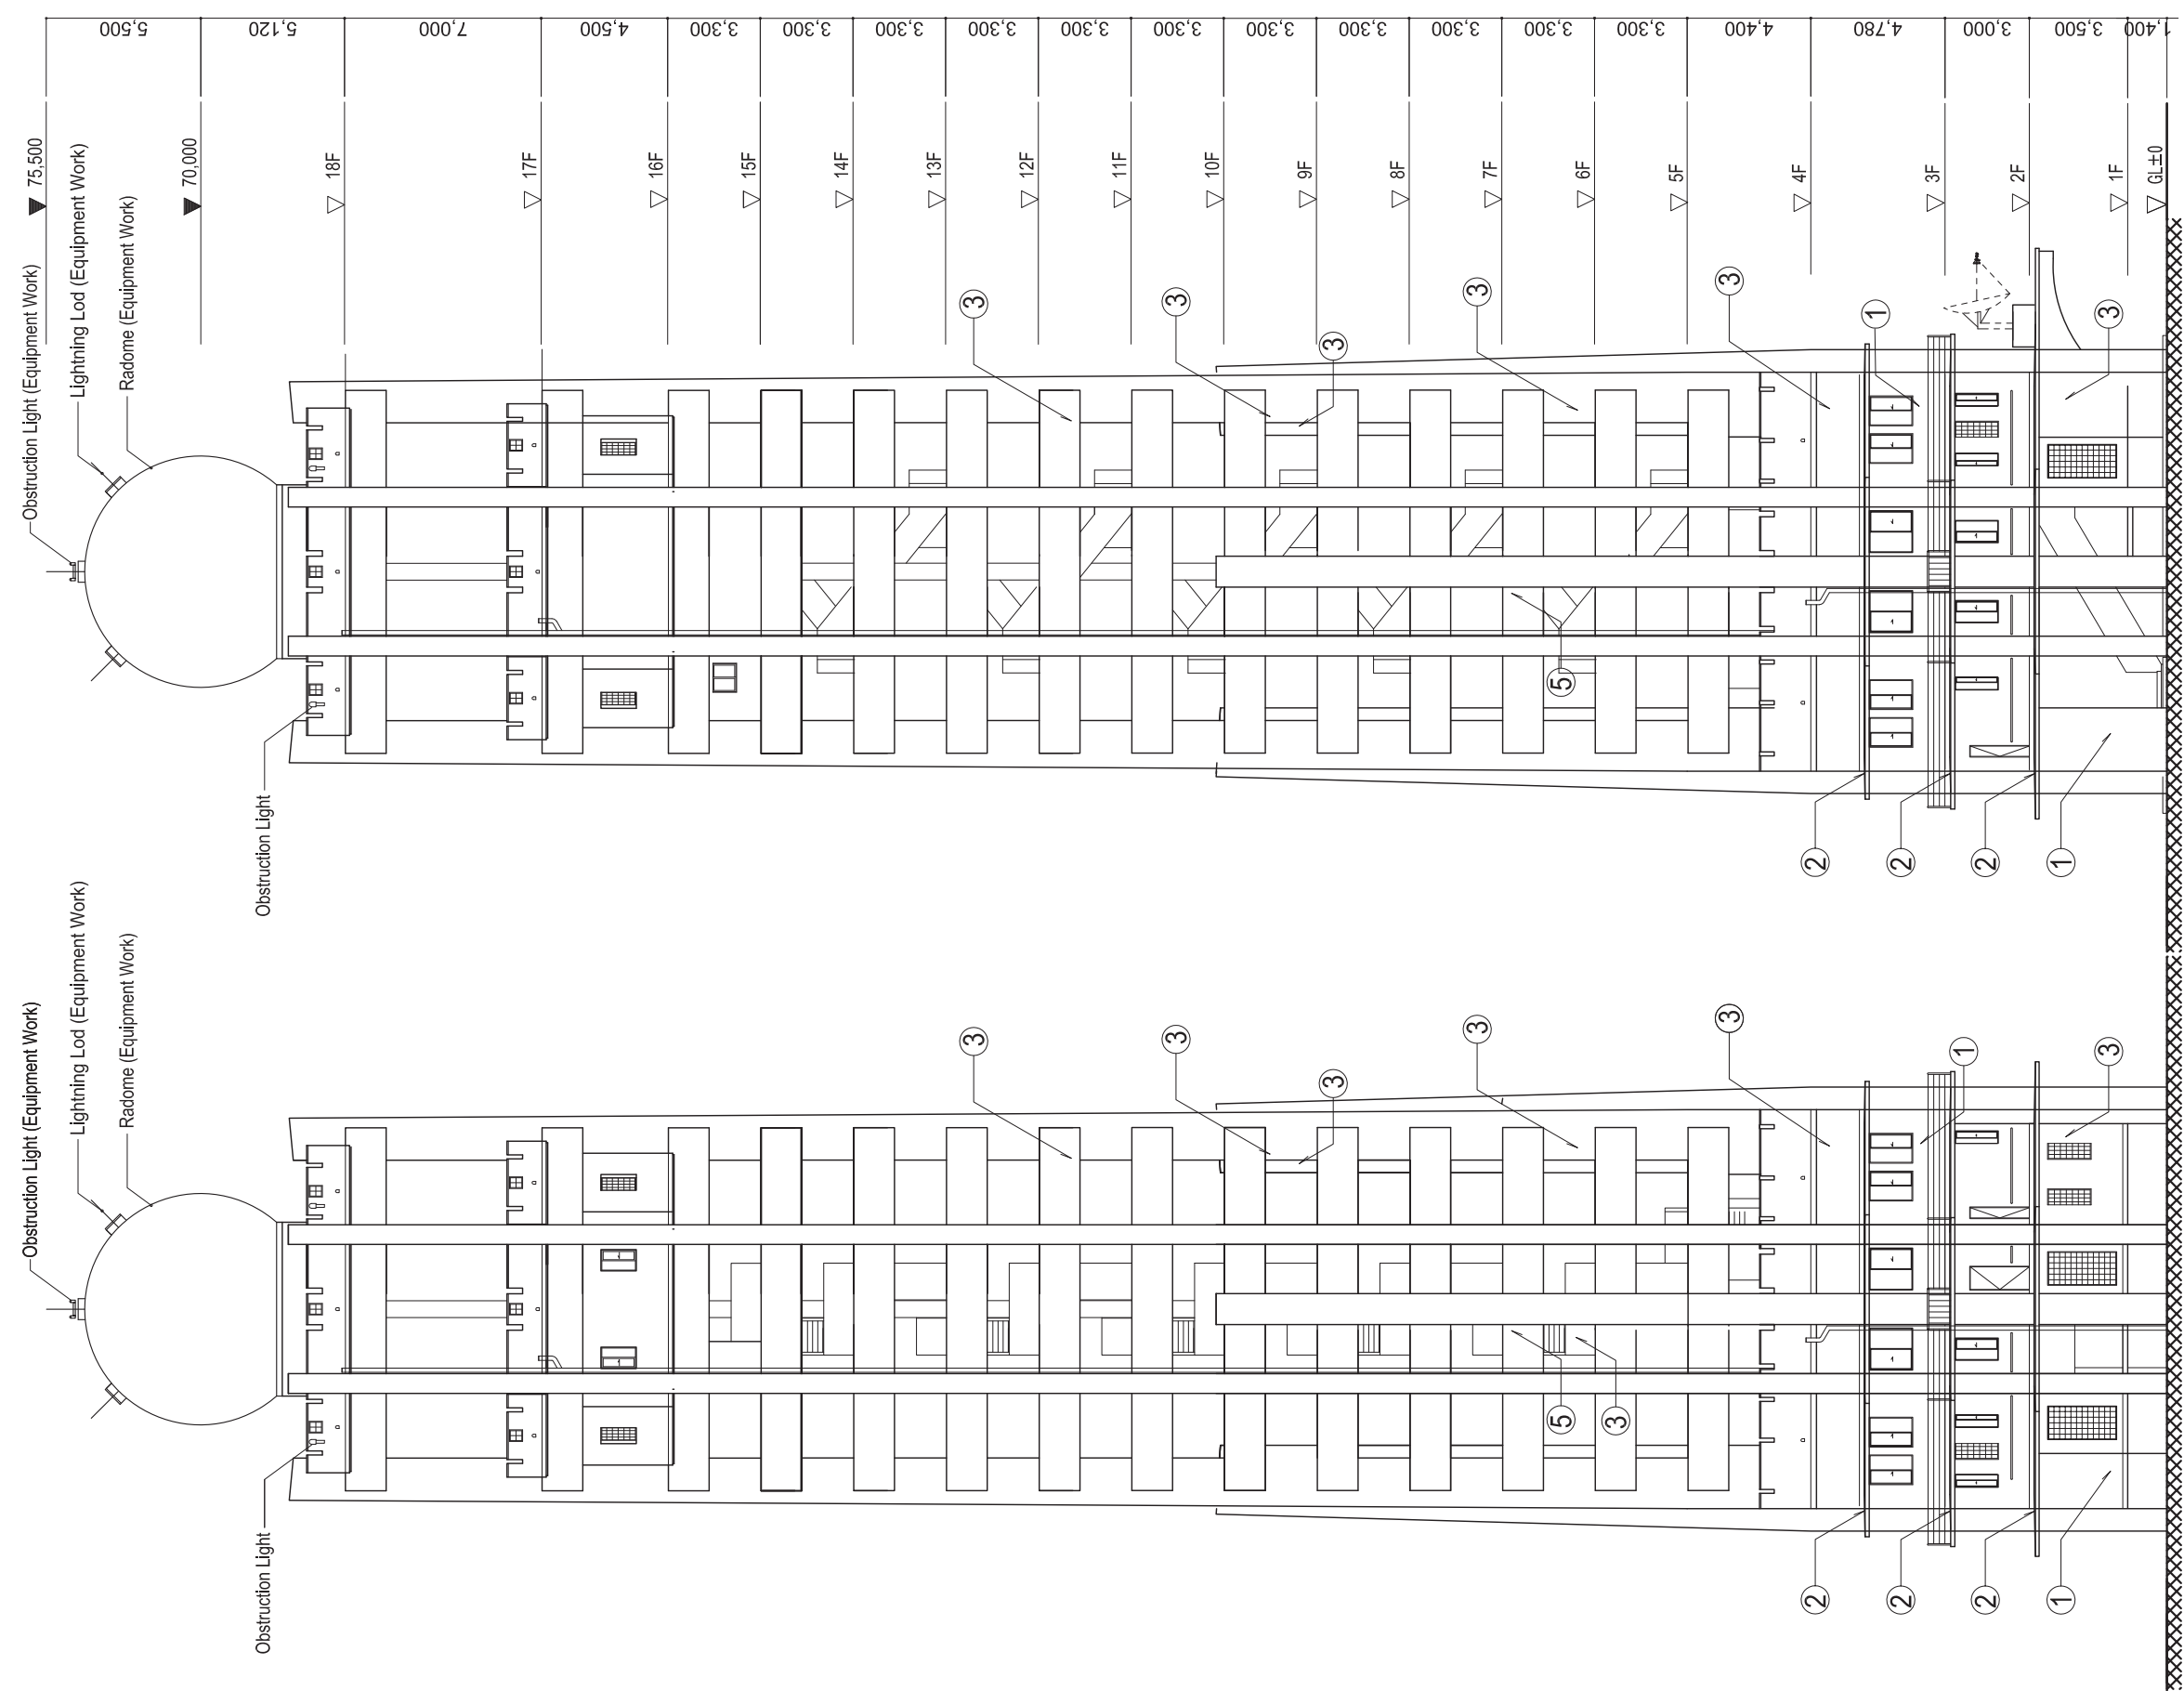 5,500
5,120
7,000
4,500
3,300
3,300
3,300
3,300
3,300
3,300
3,300
3,300
3,300
3,300
3,300
4,400
4,780
3,000
3,500
1,400
75,500
70,000
18F
17F
16F
15F
14F
13F
12F
11F
10F
9F
8F
7F
6F
5F
4F
3F
2F
1F
GL±0
Obstruction Light (Equipment Work)
Lightning Lod (Equipment Work)
Radome (Equipment Work)
3
3
3
3
3
1
3
5
Obstruction Light
2
2
2
1
Obstruction Light (Equipment Work)
Lightning Lod (Equipment Work)
Radome (Equipment Work)
3
3
3
3
3
1
3
5
3
Obstruction Light
2
2
2
1